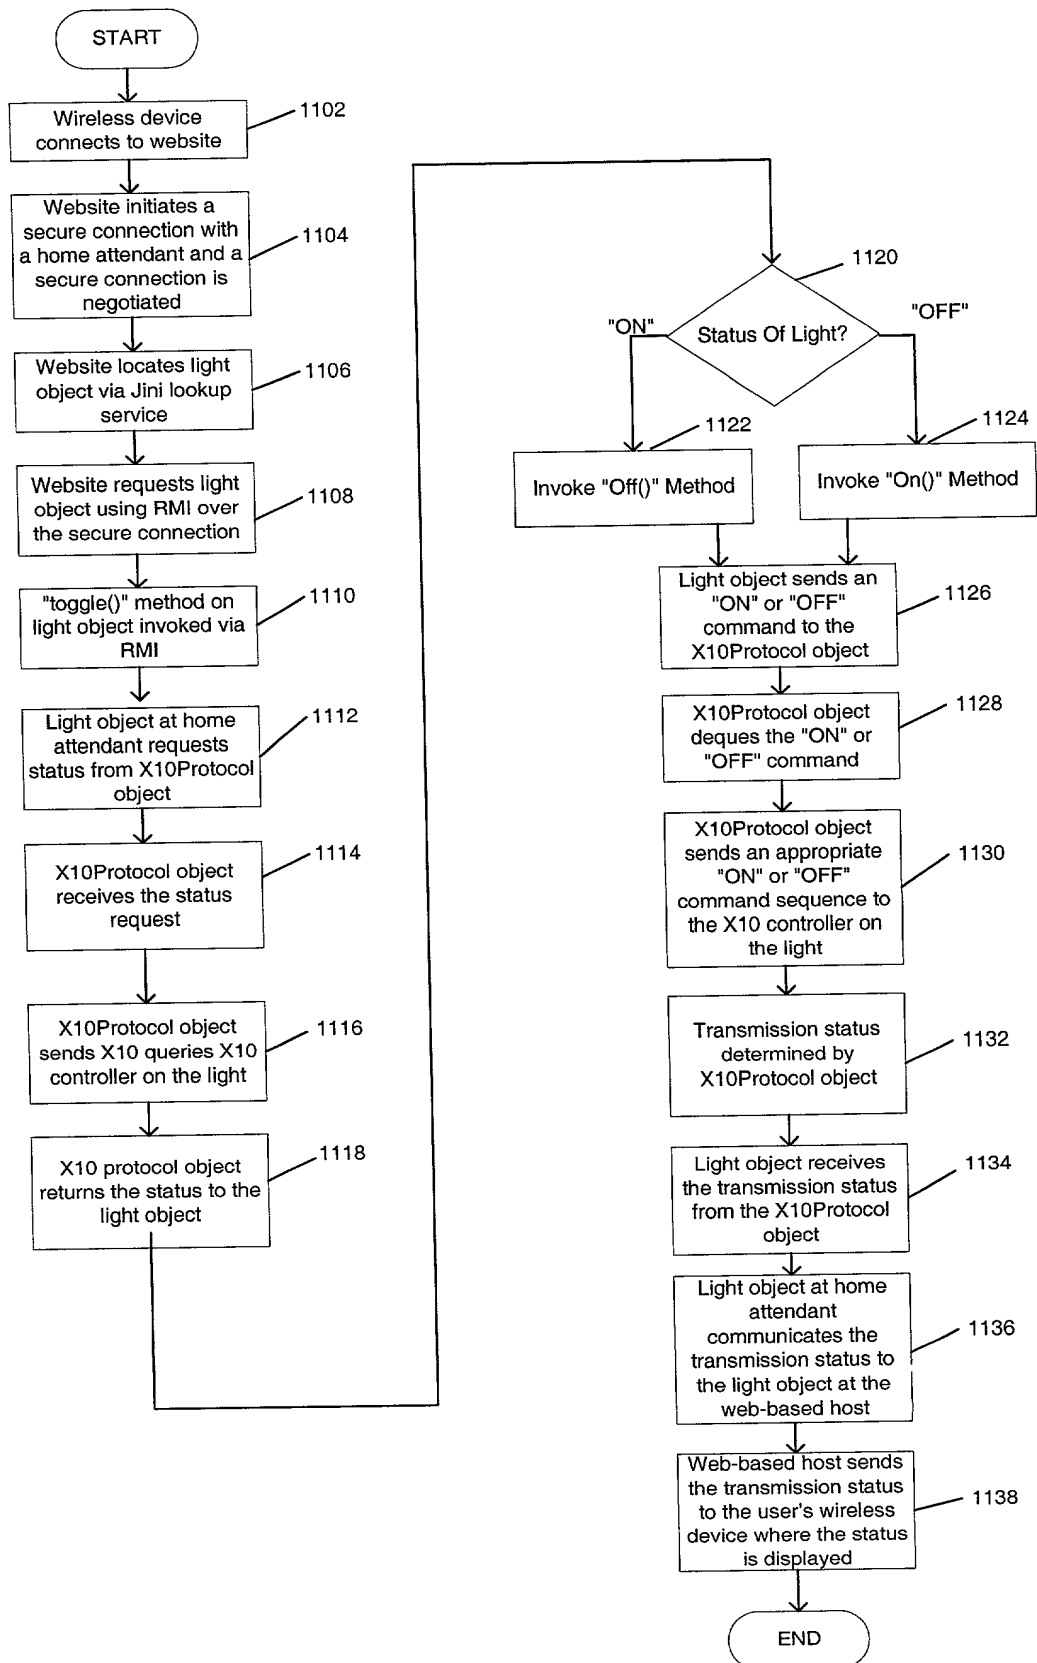 START
Wireless device
connects to website
1102
Website initiates a
secure connection with
a home attendant and a
secure connection is
negotiated
1104
Website locates light
object via Jini lookup
service
1106
Website requests light
object using RMI over
the secure connection
1108
"toggle()" method on
light object invoked via
RMI
1110
Light object at home
attendant requests
status from X10Protocol
object
1112
X10Protocol object
receives the status
request
1114
X10Protocol object
sends X10 queries X10
controller on the light
1116
X10 protocol object
returns the status to the
light object
1118
Status Of Light?
1120
"ON"
"OFF"
Invoke "Off()" Method
1122
Invoke "On()" Method
1124
Light object sends an
"ON" or "OFF"
command to the
X10Protocol object
1126
X10Protocol object
deques the "ON" or
"OFF" command
1128
X10Protocol object
sends an appropriate
"ON" or "OFF"
command sequence to
the X10 controller on
the light
1130
Transmission status
determined by
X10Protocol object
1132
Light object receives
the transmission status
from the X10Protocol
object
1134
Light object at home
attendant
communicates the
transmission status to
the light object at the
web-based host
1136
Web-based host sends
the transmission status
to the user's wireless
device where the status
is displayed
1138
END